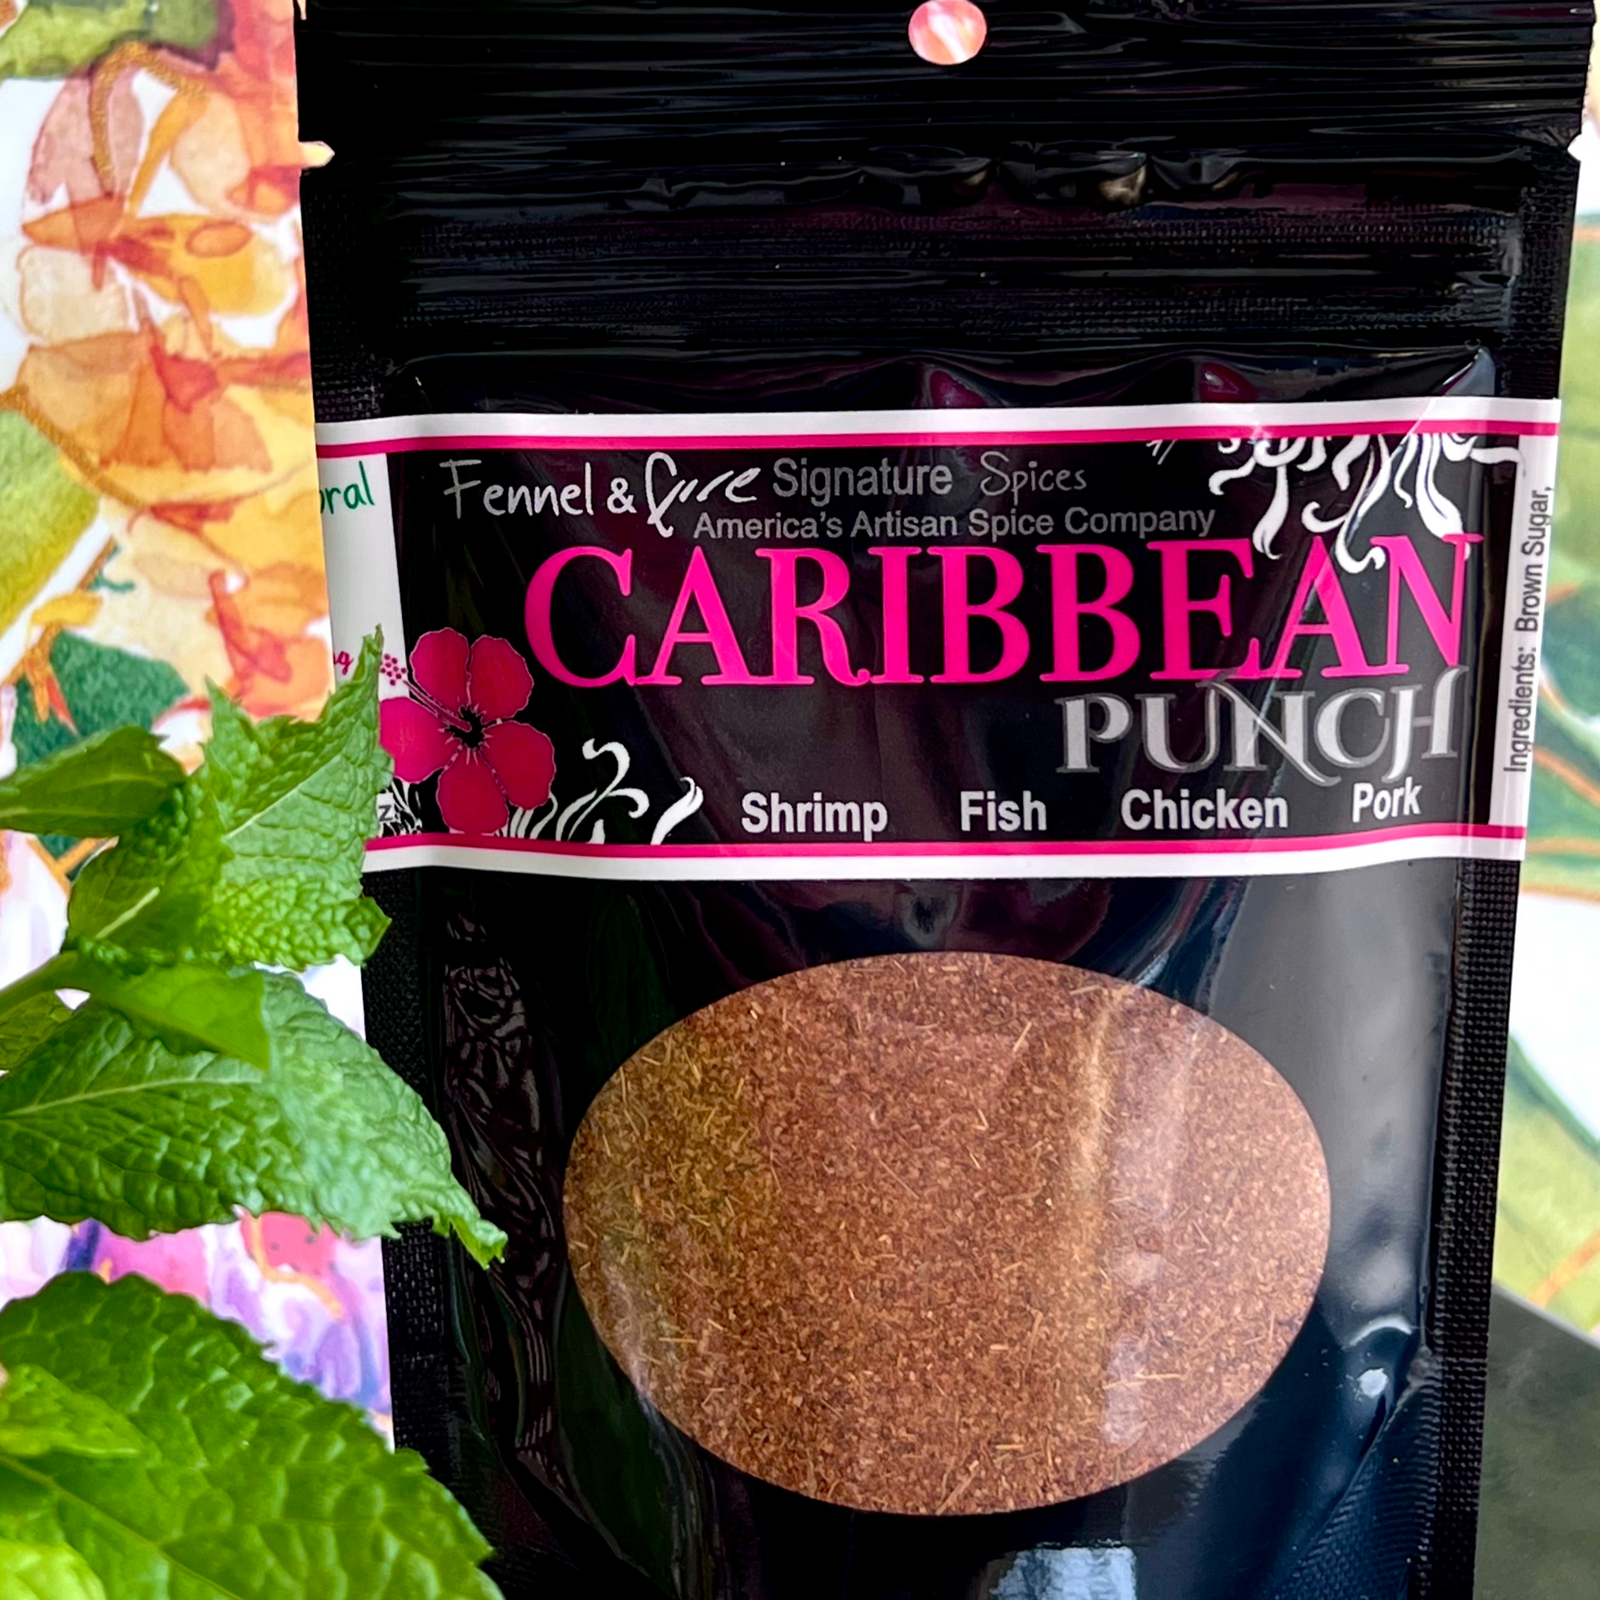 Fennel & Fire Signature Spices
America's Artisan Spice Company
CARIBBEAN
PUNCH
Shrimp Fish Chicken Pork
Ingredients: Brown Sugar,